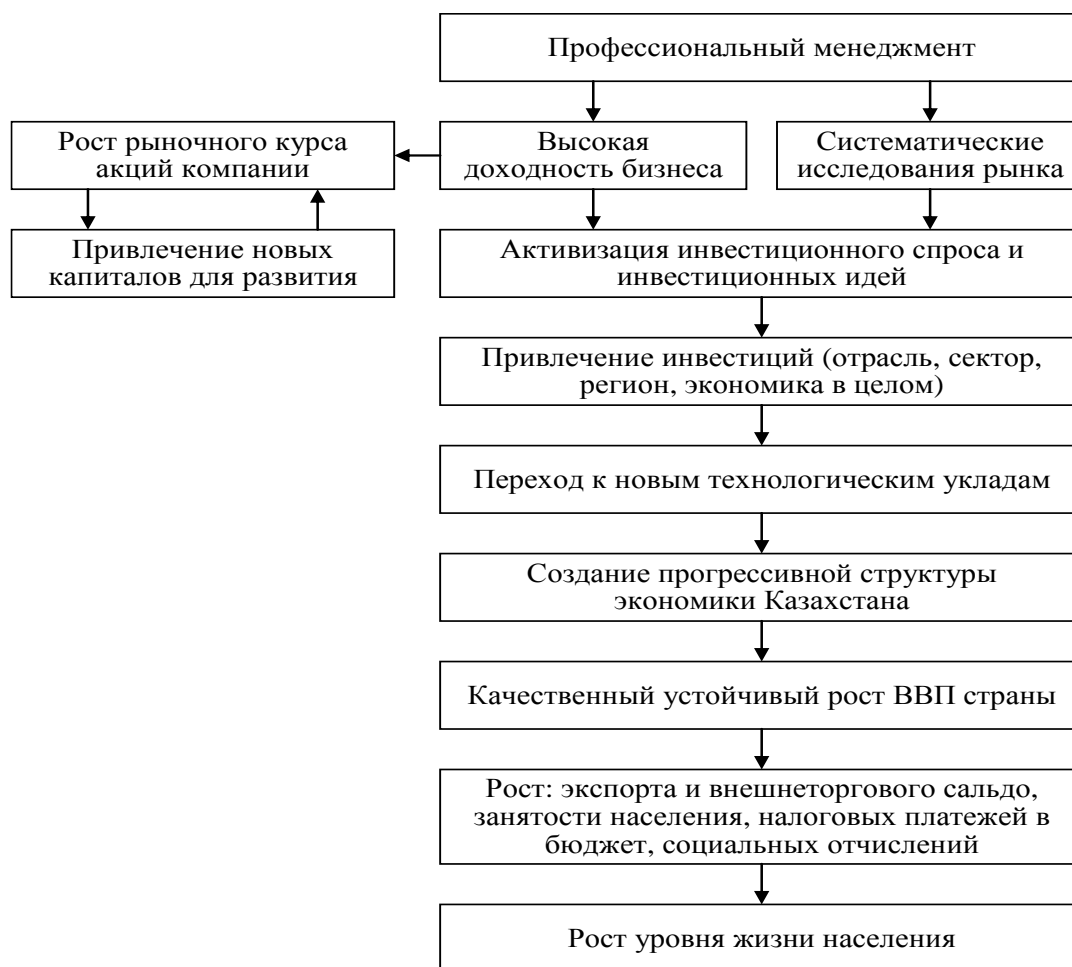 Профессиональный менеджмент
Рост рыночного курса
акций компании
Высокая
доходность бизнеса
Систематические
исследования рынка
Привлечение новых
капиталов для развития
Активизация инвестиционного спроса и
инвестиционных идей
Привлечение инвестиций (отрасль, сектор,
регион, экономика в целом)
Переход к новым технологическим укладам
Создание прогрессивной структуры
экономики Казахстана
Качественный устойчивый рост ВВП страны
Рост: экспорта и внешнеторгового сальдо,
занятости населения, налоговых платежей в
бюджет, социальных отчислений
Рост уровня жизни населения